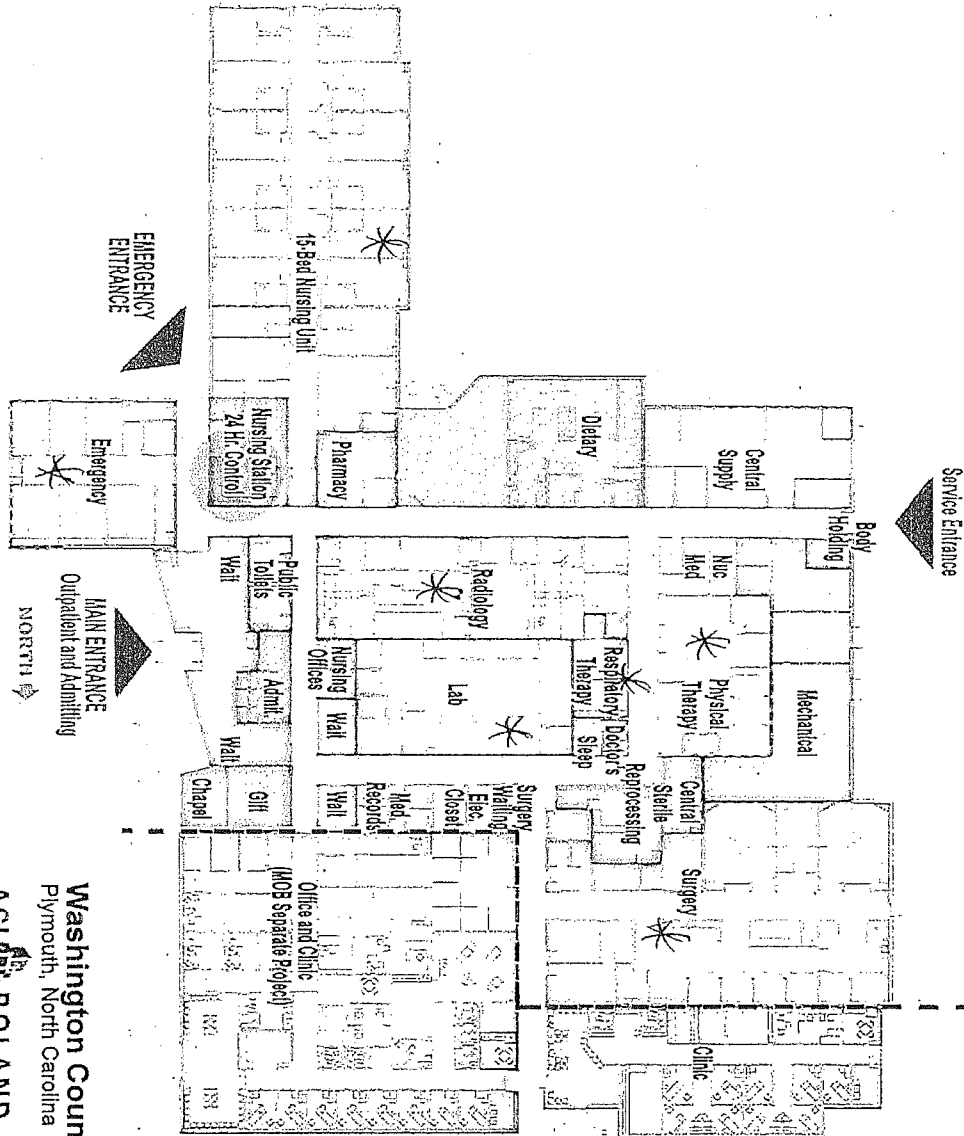 Service Entrance
Body
Holding
Central
Supply
Dietary
15-Bed Nursing Unit
EMERGENCY
ENTRANCE
Nursing Station
24 Hr. Control
Pharmacy
Emergency
Nuc
Med
Physical
Therapy
Mechanical
Radiology
Respiratory
Therapy
Doctor's
Sleep
Lab
Nursing
Offices
Wait
Public
Toilets
Wait
Admit.
Wait
MAIN ENTRANCE
Outpatient and Admitting
NORTH
Central
Sterile
Reprocessing
Surgery
Waiting
Elec.
Closet
Med.
Records
Wait
Gift
Chapel
Surgery
Office and Clinic
(MOB Separate Project)
Clinic
Washington Coun
Plymouth, North Carolina
BOLAND